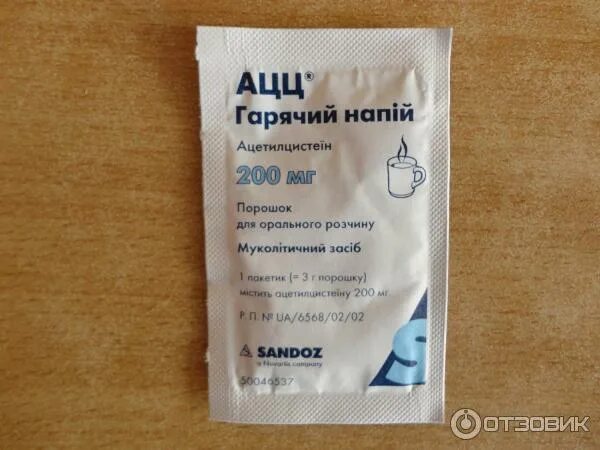 АЦЦ®
Гарячий напій
Ацетилцистеїн
200 мг
Порошок
для орального розчину
Муколітичний засіб
1 пакетик (= 3 г порошку)
містить ацетилцистеїну 200 мг.
Р. П. № UA/6568/02/02
SANDOZ
a Novartis company
50046537
S
ОТЗОВИК